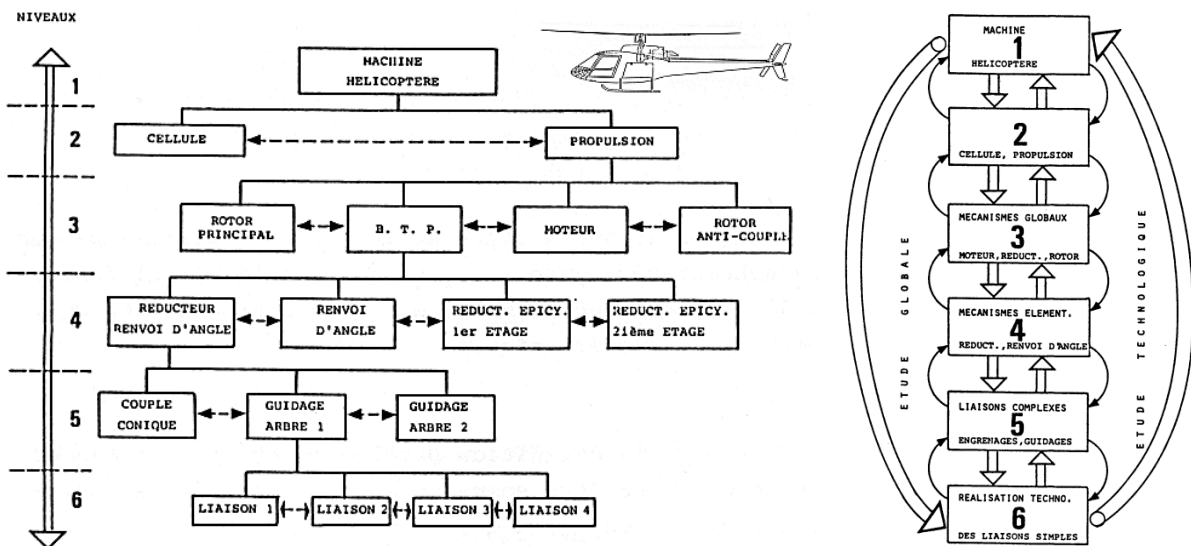 NIVEAUX
1
MACHINE
HELICOPTERE
2
CELLULE
PROPULSION
3
ROTOR
PRINCIPAL
B. T. P.
MOTEUR
ROTOR
ANTI-COUPLE
4
REDUCTEUR
RENVOI D'ANGLE
RENVOI
D'ANGLE
REDUCT. EPICY.
1er ETAGE
REDUCT. EPICY.
2ième ETAGE
5
COUPLE
CONIQUE
GUIDAGE
ARBRE 1
GUIDAGE
ARBRE 2
6
LIAISON 1
LIAISON 2
LIAISON 3
LIAISON 4
MACHINE
1
HELICOPTERE
2
CELLULE, PROPULSION
MECANISMES GLOBAUX
3
MOTEUR, REDUCT., ROTOR
MECANISMES ELEMENT.
4
REDUCT., RENVOI D'ANGLE
LIAISONS COMPLEXES
5
ENGRENAGES, GUIDAGES
REALISATION TECHNO.
6
DES LIAISONS SIMPLES
ETUDE GLOBALE
ETUDE TECHNOLOGIQUE